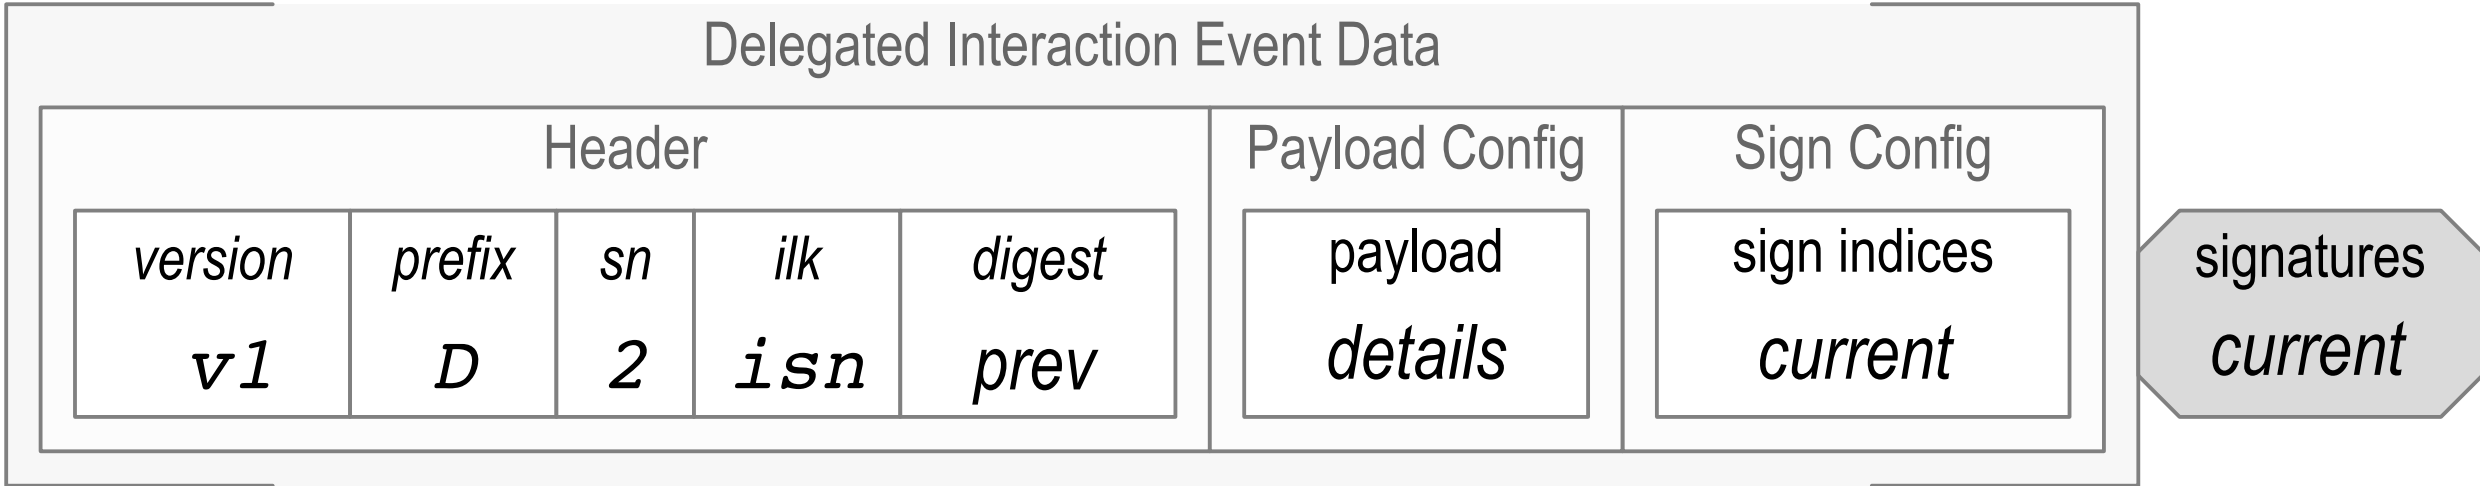 Delegated Interaction Event Data
Header Payload Config Sign Config
version prefix sn ilk digest payload sign indices signatures
v1 D 2 isn prev details current current